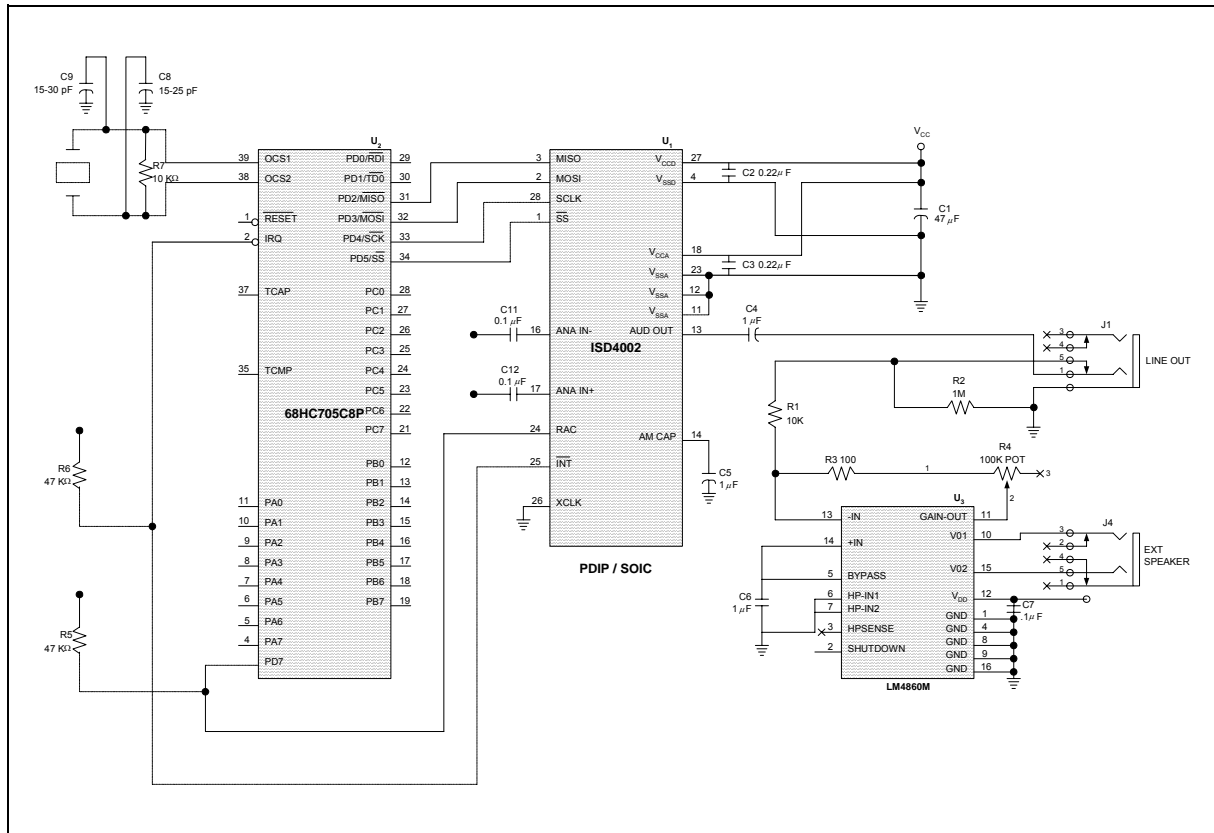 C9
15-30 pF
C8
15-25 pF
R7
10 KΩ
U2
39 OCS1
38 OCS2
1 RESET
2 IRQ
37 TCAP
35 TCMP
68HC705C8P
11 PA0
10 PA1
9 PA2
8 PA3
7 PA4
6 PA5
5 PA6
4 PA7
PD7
PD0/RDI 29
PD1/TD0 30
PD2/MISO 31
PD3/MOSI 32
PD4/SCK 33
PD5/SS 34
PC0 28
PC1 27
PC2 26
PC3 25
PC4 24
PC5 23
PC6 22
PC7 21
PB0 12
PB1 13
PB2 14
PB3 15
PB4 16
PB5 17
PB6 18
PB7 19
R6
47 KΩ
R5
47 KΩ
U1
3 MISO
2 MOSI
28 SCLK
1 SS
C11
0.1 μF
16 ANA IN-
C12
0.1 μF
17 ANA IN+
24 RAC
25 INT
26 XCLK
ISD4002
VCCD 27
VSSD 4
VCCA 18
VSSA 23
VSSA 12
VSSA 11
AUD OUT 13
AM CAP 14
PDIP / SOIC
C2 0.22μF
C3 0.22μF
VCC
C1
47 μF
C4
1 μF
C5
1 μF
J1
3
4
5
1
LINE OUT
R2
1M
R1
10K
R3 100
1
R4
100K POT
3
2
U3
13 -IN
14 +IN
5 BYPASS
6 HP-IN1
7 HP-IN2
3 HPSENSE
2 SHUTDOWN
GAIN-OUT 11
V01 10
V02 15
VDD 12
GND 1
GND 4
GND 8
GND 9
GND 16
LM4860M
C6
1 μF
C7
.1μF
J4
3
2
4
5
1
EXT
SPEAKER